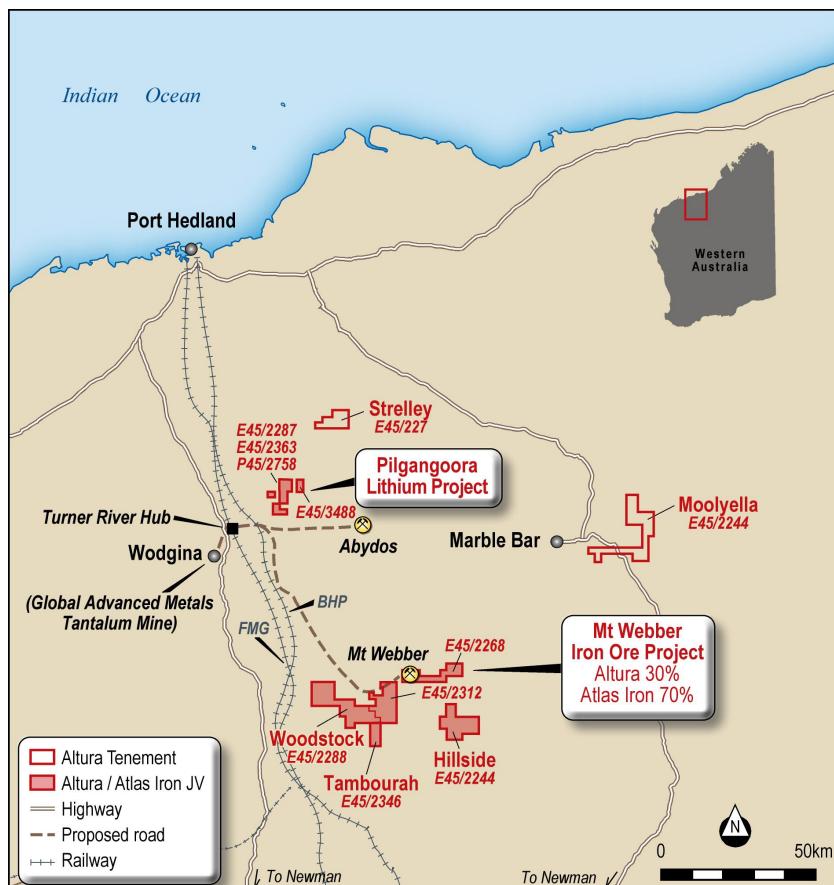 Indian Ocean
Port Hedland
Western
Australia
Strelley
E45/227
E45/2287
E45/2363
P45/2758
E45/3488
Pilgangoora
Lithium Project
Turner River Hub
Abydos
Wodgina
(Global Advanced Metals
Tantalum Mine)
Marble Bar
Moolyella
E45/2244
BHP
FMG
Mt Webber
E45/2268
E45/2312
Mt Webber
Iron Ore Project
Altura 30%
Atlas Iron 70%
Woodstock
E45/2288
Tambourah
E45/2346
Hillside
E45/2244
Altura Tenement
Altura / Atlas Iron JV
Highway
Proposed road
Railway
To Newman
To Newman
N
0 50km